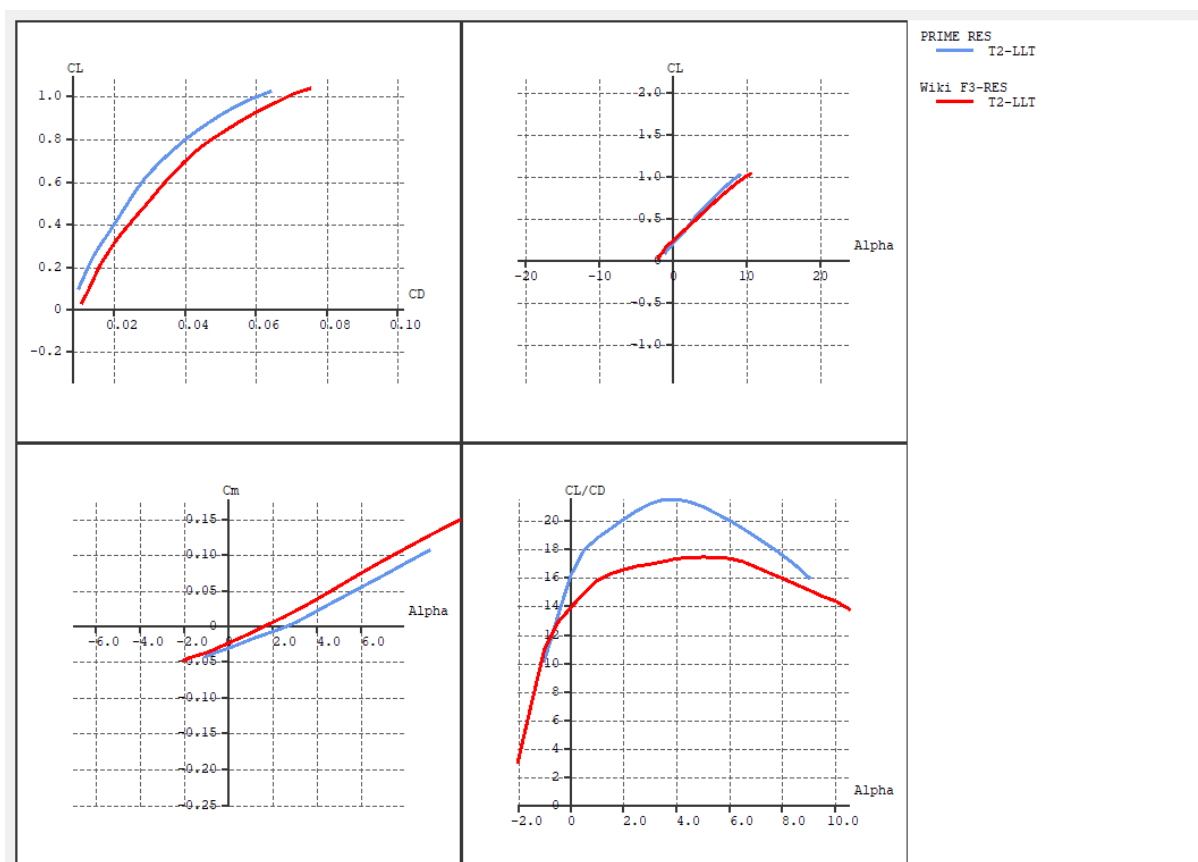 CL
1.0
0.8
0.6
0.4
0.2
0
-0.2
0.02 0.04 0.06 0.08 0.10
CD
CL
2.0
1.5
1.0
0.5
0
-0.5
-1.0
-20 -10 0 10 20
Alpha
PRIME RES
T2-LLT
Wiki F3-RES
T2-LLT
Cm
0.15
0.10
0.05
0
-0.05
-0.10
-0.15
-0.20
-0.25
-6.0 -4.0 -2.0 0 2.0 4.0 6.0
Alpha
CL/CD
20
18
16
14
12
10
8
6
4
2
0
-2.0 0 2.0 4.0 6.0 8.0 10.0
Alpha